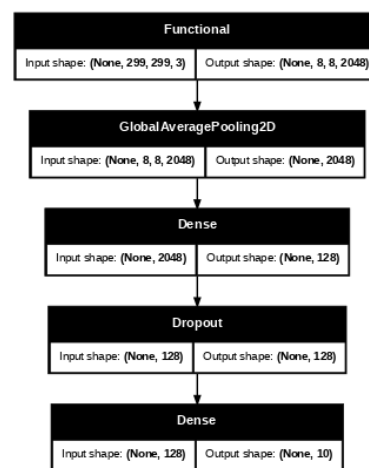 Functional
Input shape: (None, 299, 299, 3) Output shape: (None, 8, 8, 2048)
GlobalAveragePooling2D
Input shape: (None, 8, 8, 2048) Output shape: (None, 2048)
Dense
Input shape: (None, 2048) Output shape: (None, 128)
Dropout
Input shape: (None, 128) Output shape: (None, 128)
Dense
Input shape: (None, 128) Output shape: (None, 10)